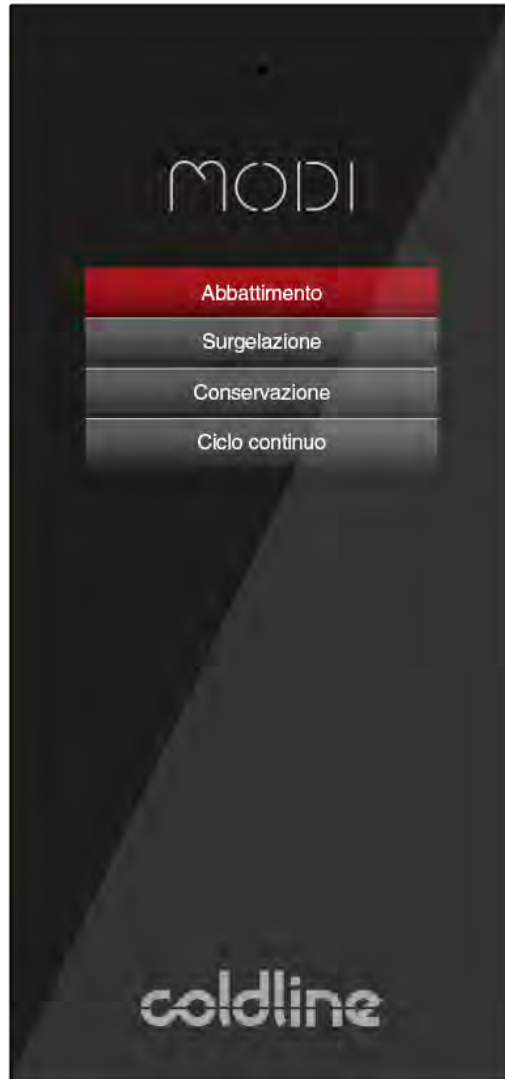 MODI
Abbattimento
Surgelazione
Conservazione
Ciclo continuo
coldline